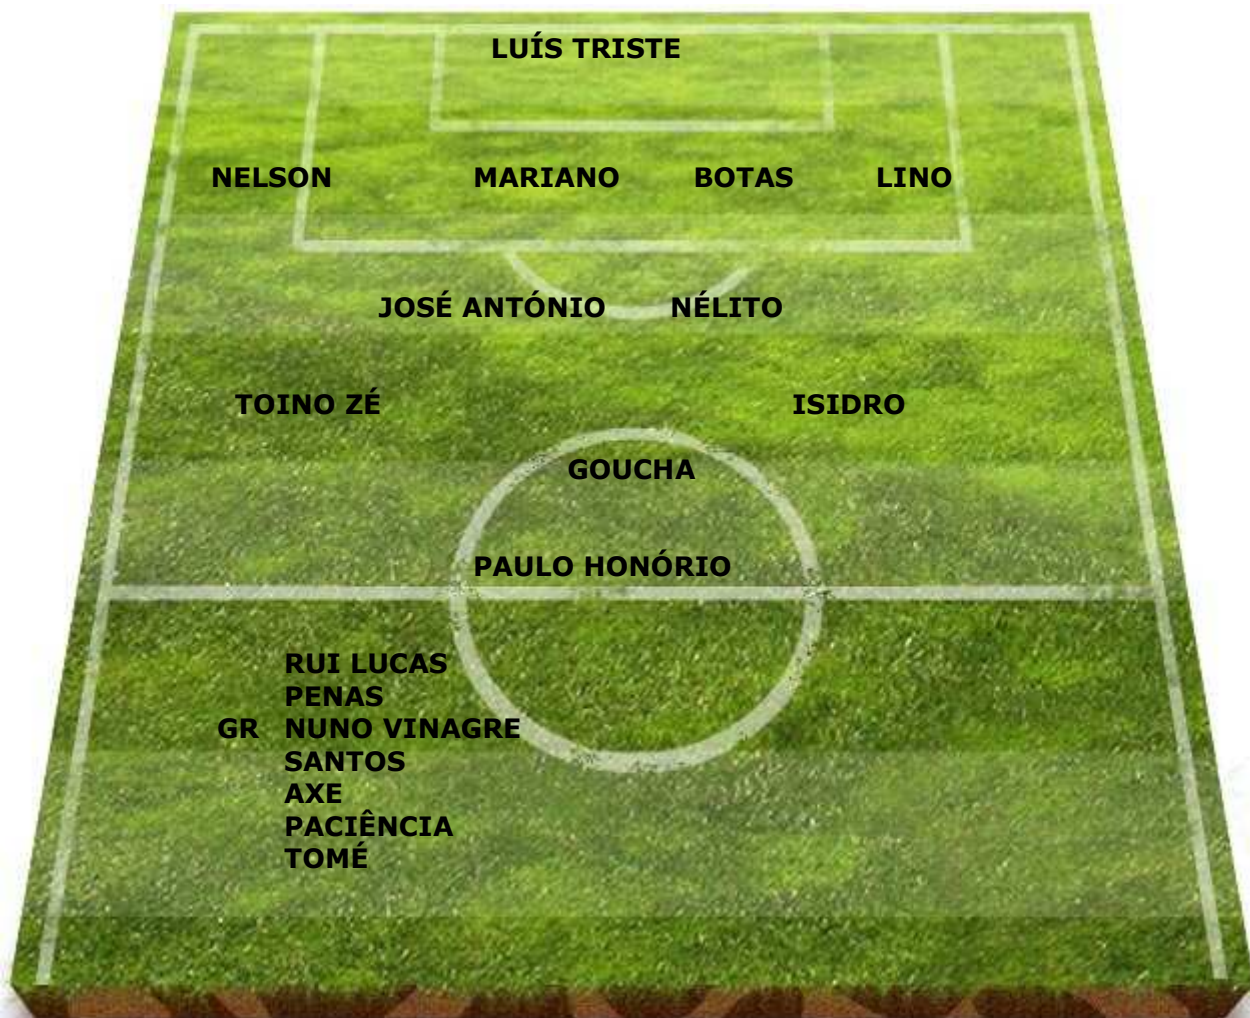 LUÍS TRISTE
NELSON MARIANO BOTAS LINO
JOSÉ ANTÓNIO NÉLITO
TOINO ZÉ ISIDRO
GOUCHA
PAULO HONÓRIO
RUI LUCAS
PENAS
GR NUNO VINAGRE
SANTOS
AXE
PACIÊNCIA
TOMÉ